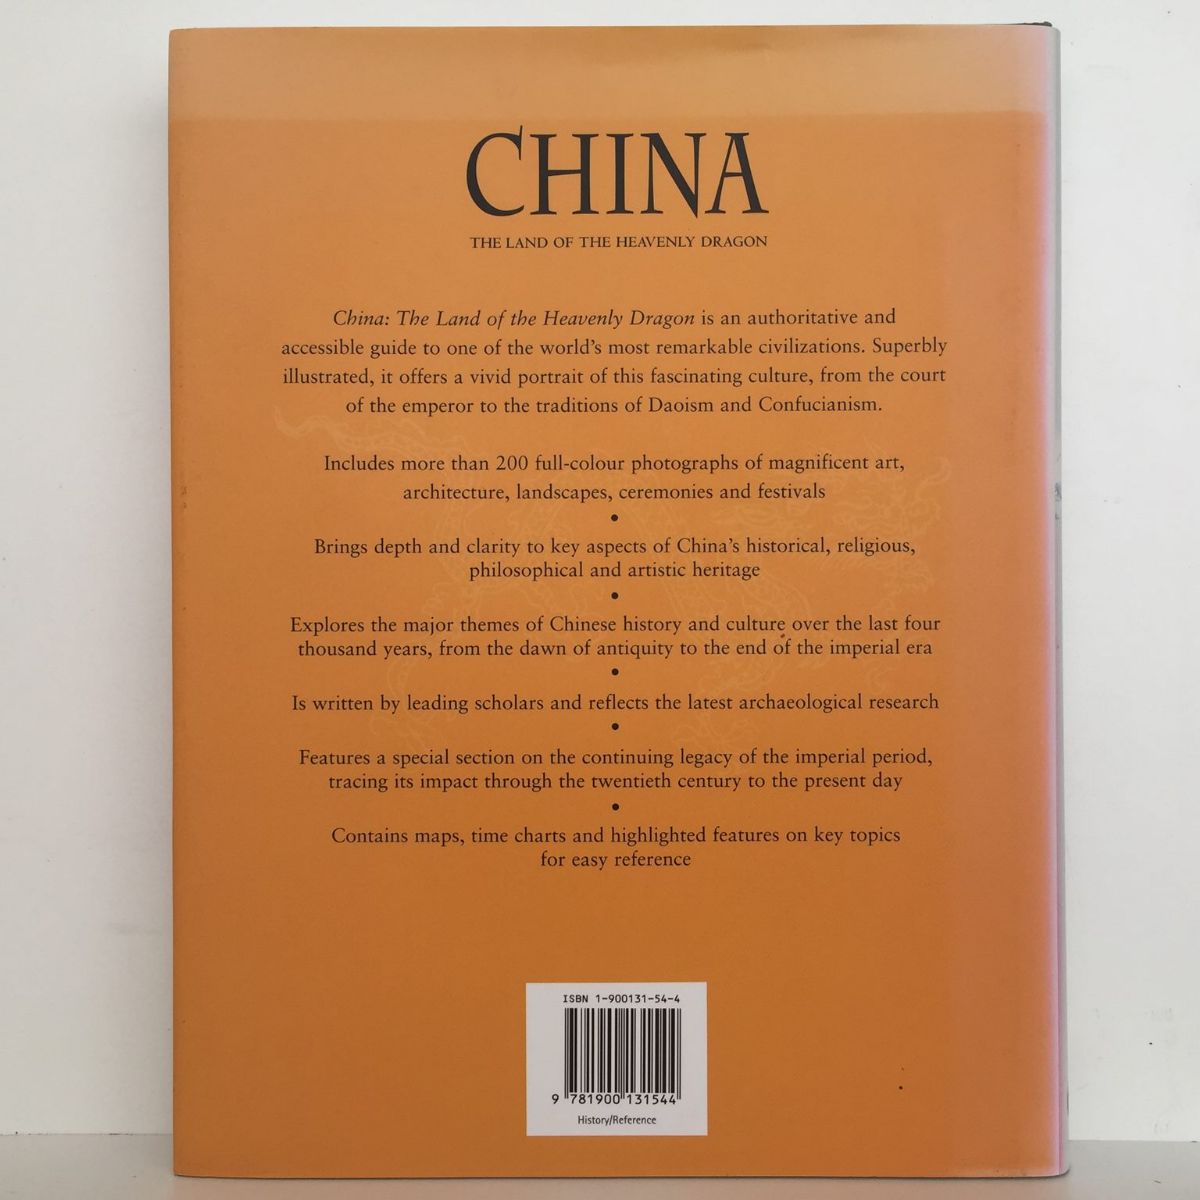 CHINA
THE LAND OF THE HEAVENLY DRAGON
China: The Land of the Heavenly Dragon is an authoritative and
accessible guide to one of the world's most remarkable civilizations. Superbly
illustrated, it offers a vivid portrait of this fascinating culture, from the court
of the emperor to the traditions of Daoism and Confucianism.
Includes more than 200 full-colour photographs of magnificent art,
architecture, landscapes, ceremonies and festivals
•
Brings depth and clarity to key aspects of China's historical, religious,
philosophical and artistic heritage
•
Explores the major themes of Chinese history and culture over the last four
thousand years, from the dawn of antiquity to the end of the imperial era
•
Is written by leading scholars and reflects the latest archaeological research
•
Features a special section on the continuing legacy of the imperial period,
tracing its impact through the twentieth century to the present day
•
Contains maps, time charts and highlighted features on key topics
for easy reference
ISBN 1-900131-54-4
9 781900 131544
History/Reference